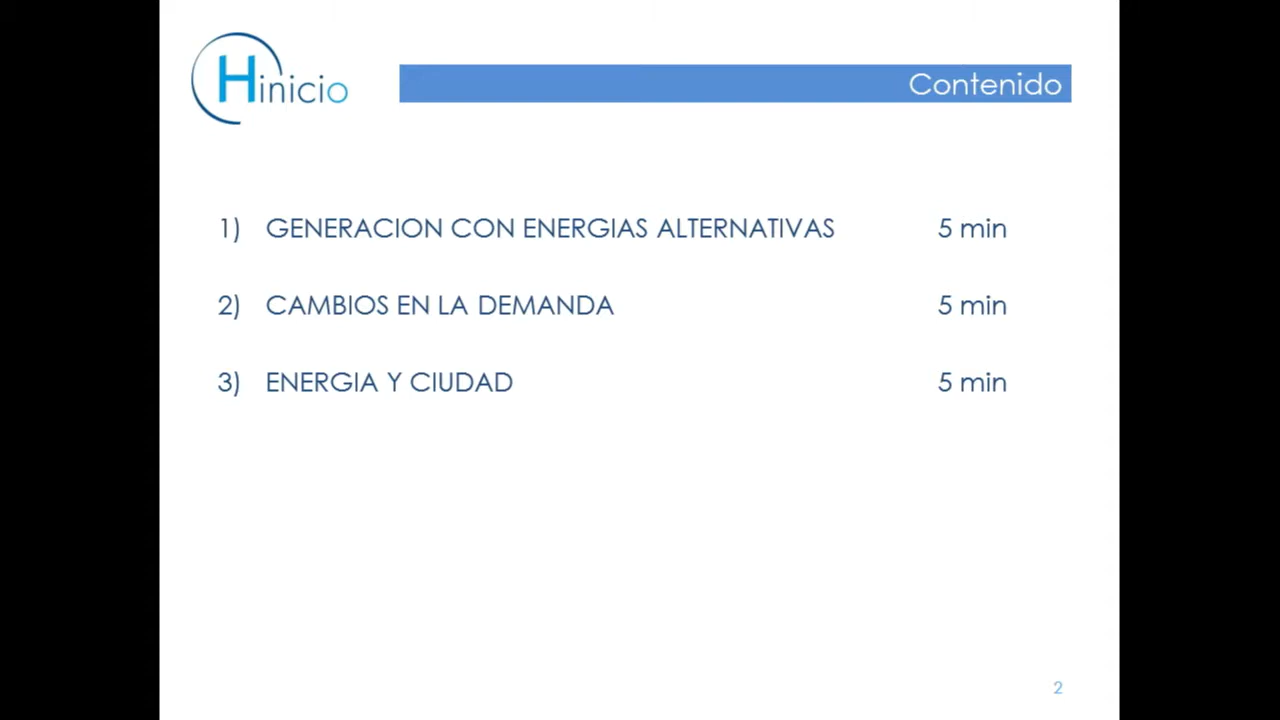 Hinicio
Contenido
1) GENERACION CON ENERGIAS ALTERNATIVAS 5 min
2) CAMBIOS EN LA DEMANDA 5 min
3) ENERGIA Y CIUDAD 5 min
2